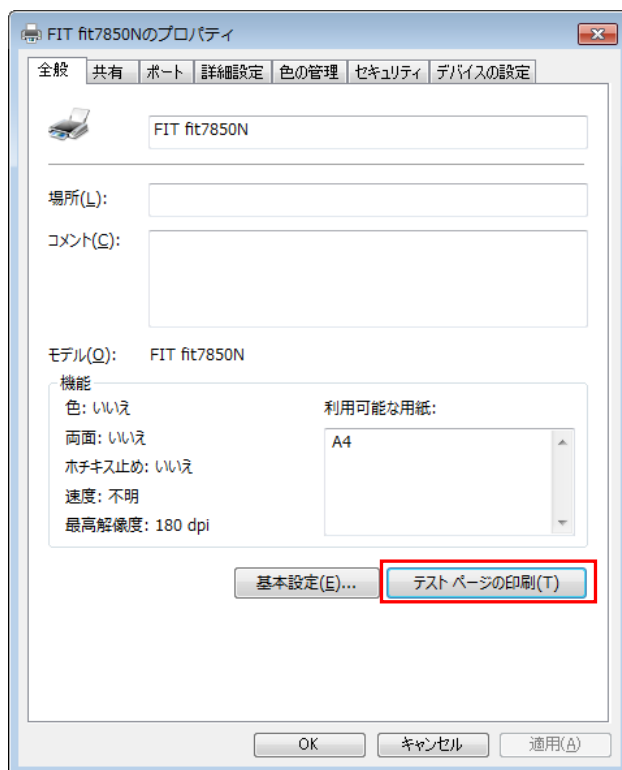 FIT fit7850Nのプロパティ
全般 共有 ポート 詳細設定 色の管理 セキュリティ デバイスの設定
FIT fit7850N
場所(L):
コメント(C):
モデル(O): FIT fit7850N
機能
色: いいえ
利用可能な用紙:
両面: いいえ
A4
ホチキス止め: いいえ
速度: 不明
最高解像度: 180 dpi
基本設定(E)... テスト ページの印刷(T)
OK キャンセル 適用(A)